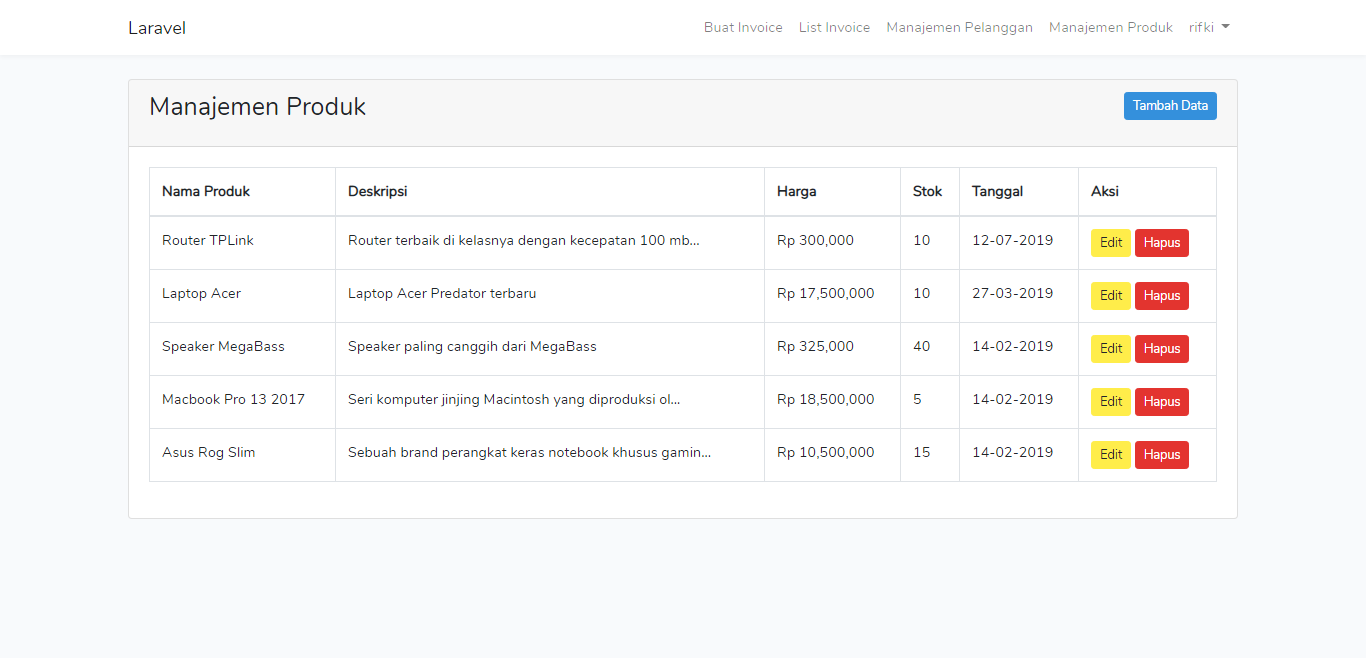 Laravel Buat Invoice List Invoice Manajemen Pelanggan Manajemen Produk rifki
Manajemen Produk Tambah Data
Nama Produk Deskripsi Harga Stok Tanggal Aksi
Router TPLink Router terbaik di kelasnya dengan kecepatan 100 mb... Rp 300,000 10 12-07-2019 Edit Hapus
Laptop Acer Laptop Acer Predator terbaru Rp 17,500,000 10 27-03-2019 Edit Hapus
Speaker MegaBass Speaker paling canggih dari MegaBass Rp 325,000 40 14-02-2019 Edit Hapus
Macbook Pro 13 2017 Seri komputer jinjing Macintosh yang diproduksi ol... Rp 18,500,000 5 14-02-2019 Edit Hapus
Asus Rog Slim Sebuah brand perangkat keras notebook khusus gamin... Rp 10,500,000 15 14-02-2019 Edit Hapus